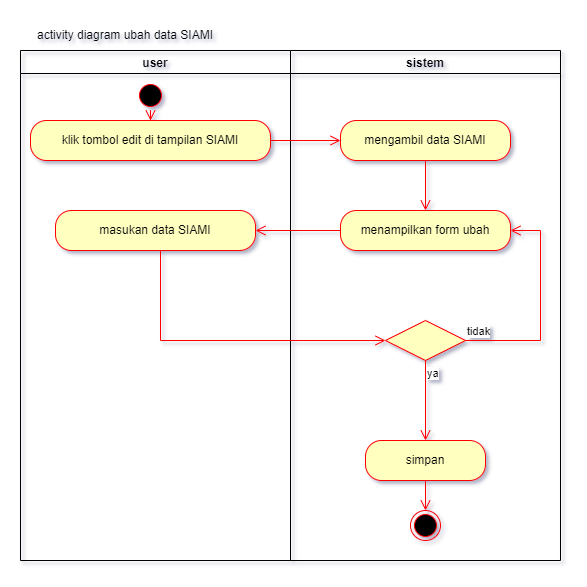 activity diagram ubah data SIAMI
user
sistem
klik tombol edit di tampilan SIAMI
mengambil data SIAMI
masukan data SIAMI
menampilkan form ubah
tidak
ya
simpan